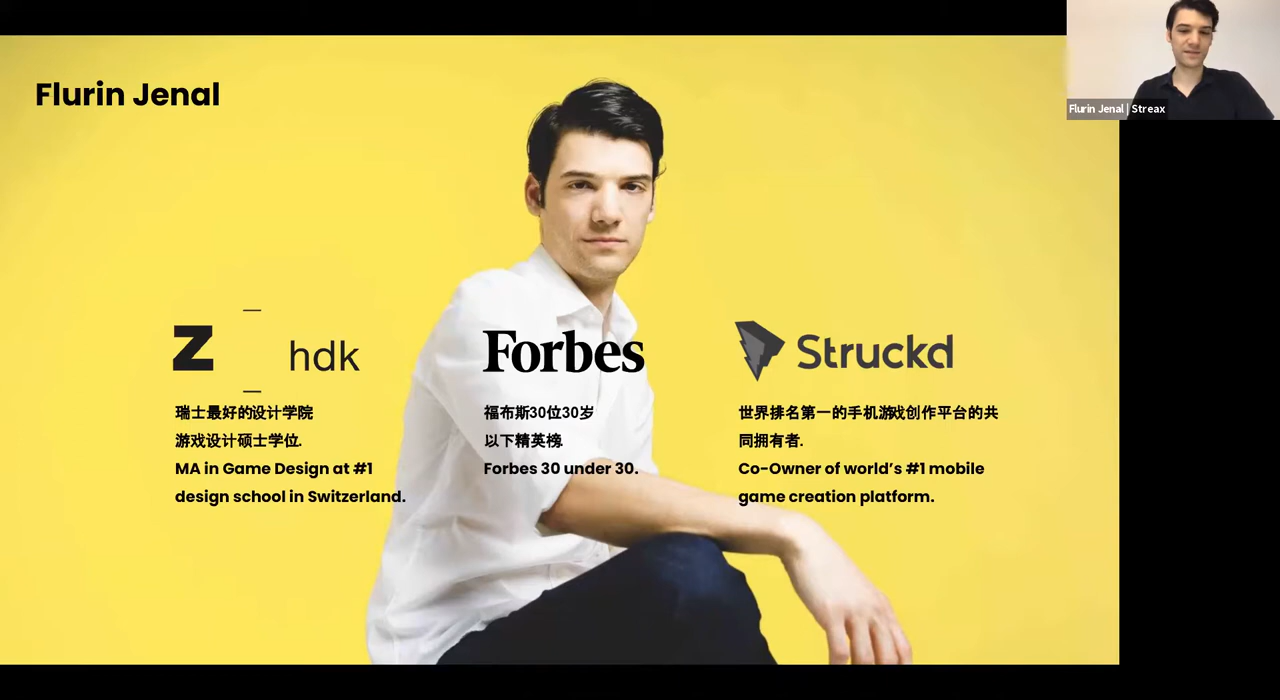 Flurin Jenal
Flurin Jenal | Streax
z hdk
瑞士最好的设计学院
游戏设计硕士学位.
MA in Game Design at #1
design school in Switzerland.
Forbes
福布斯30位30岁
以下精英榜.
Forbes 30 under 30.
Struckd
世界排名第一的手机游戏创作平台的共
同拥有者.
Co-Owner of world's #1 mobile
game creation platform.